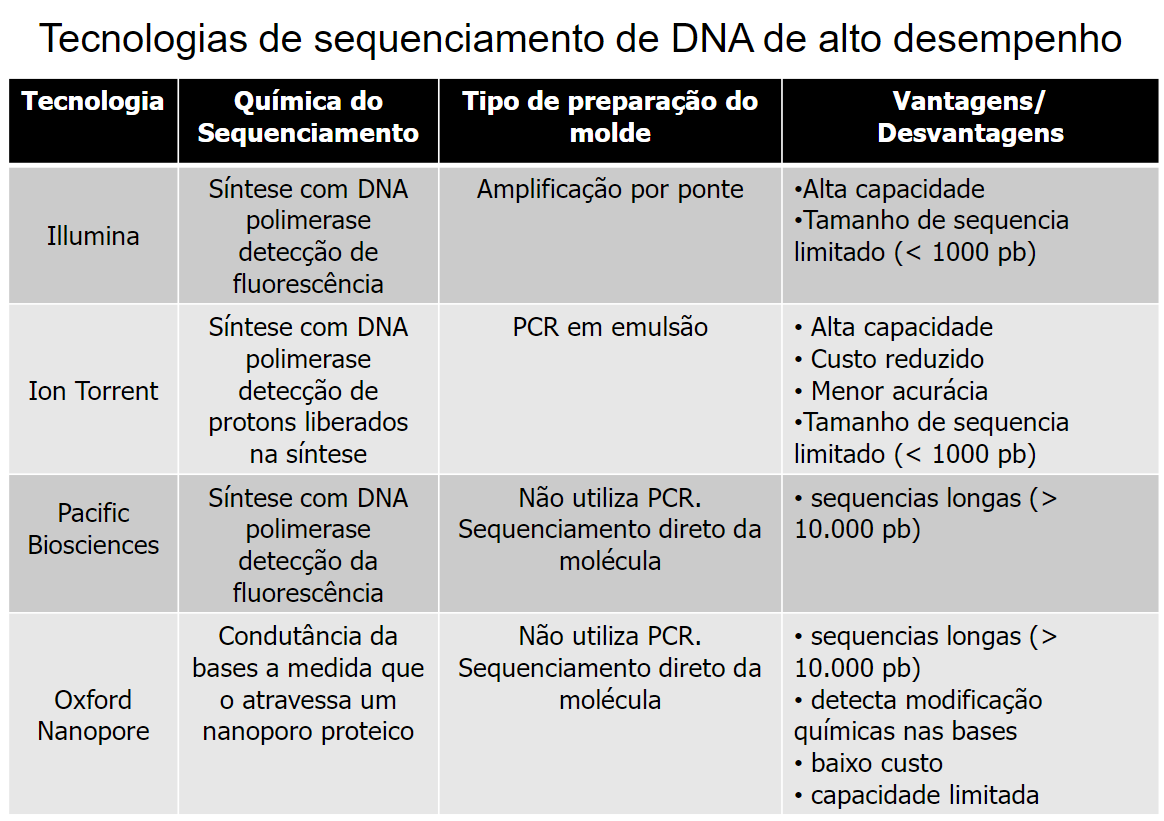 Tecnologias de sequenciamento de DNA de alto desempenho
Tecnologia
Química do
Sequenciamento
Tipo de preparação do
molde
Vantagens/
Desvantagens
Illumina
Síntese com DNA
polimerase
detecção de
fluorescência
Amplificação por ponte
•Alta capacidade
•Tamanho de sequencia
limitado (< 1000 pb)
Ion Torrent
Síntese com DNA
polimerase
detecção de
protons liberados
na síntese
PCR em emulsão
• Alta capacidade
• Custo reduzido
• Menor acurácia
•Tamanho de sequencia
limitado (< 1000 pb)
Pacific
Biosciences
Síntese com DNA
polimerase
detecção da
fluorescência
Não utiliza PCR.
Sequenciamento direto da
molécula
• sequencias longas (>
10.000 pb)
Oxford
Nanopore
Condutância da
bases a medida que
o atravessa um
nanoporo proteico
Não utiliza PCR.
Sequenciamento direto da
molécula
• sequencias longas (>
10.000 pb)
• detecta modificação
químicas nas bases
• baixo custo
• capacidade limitada